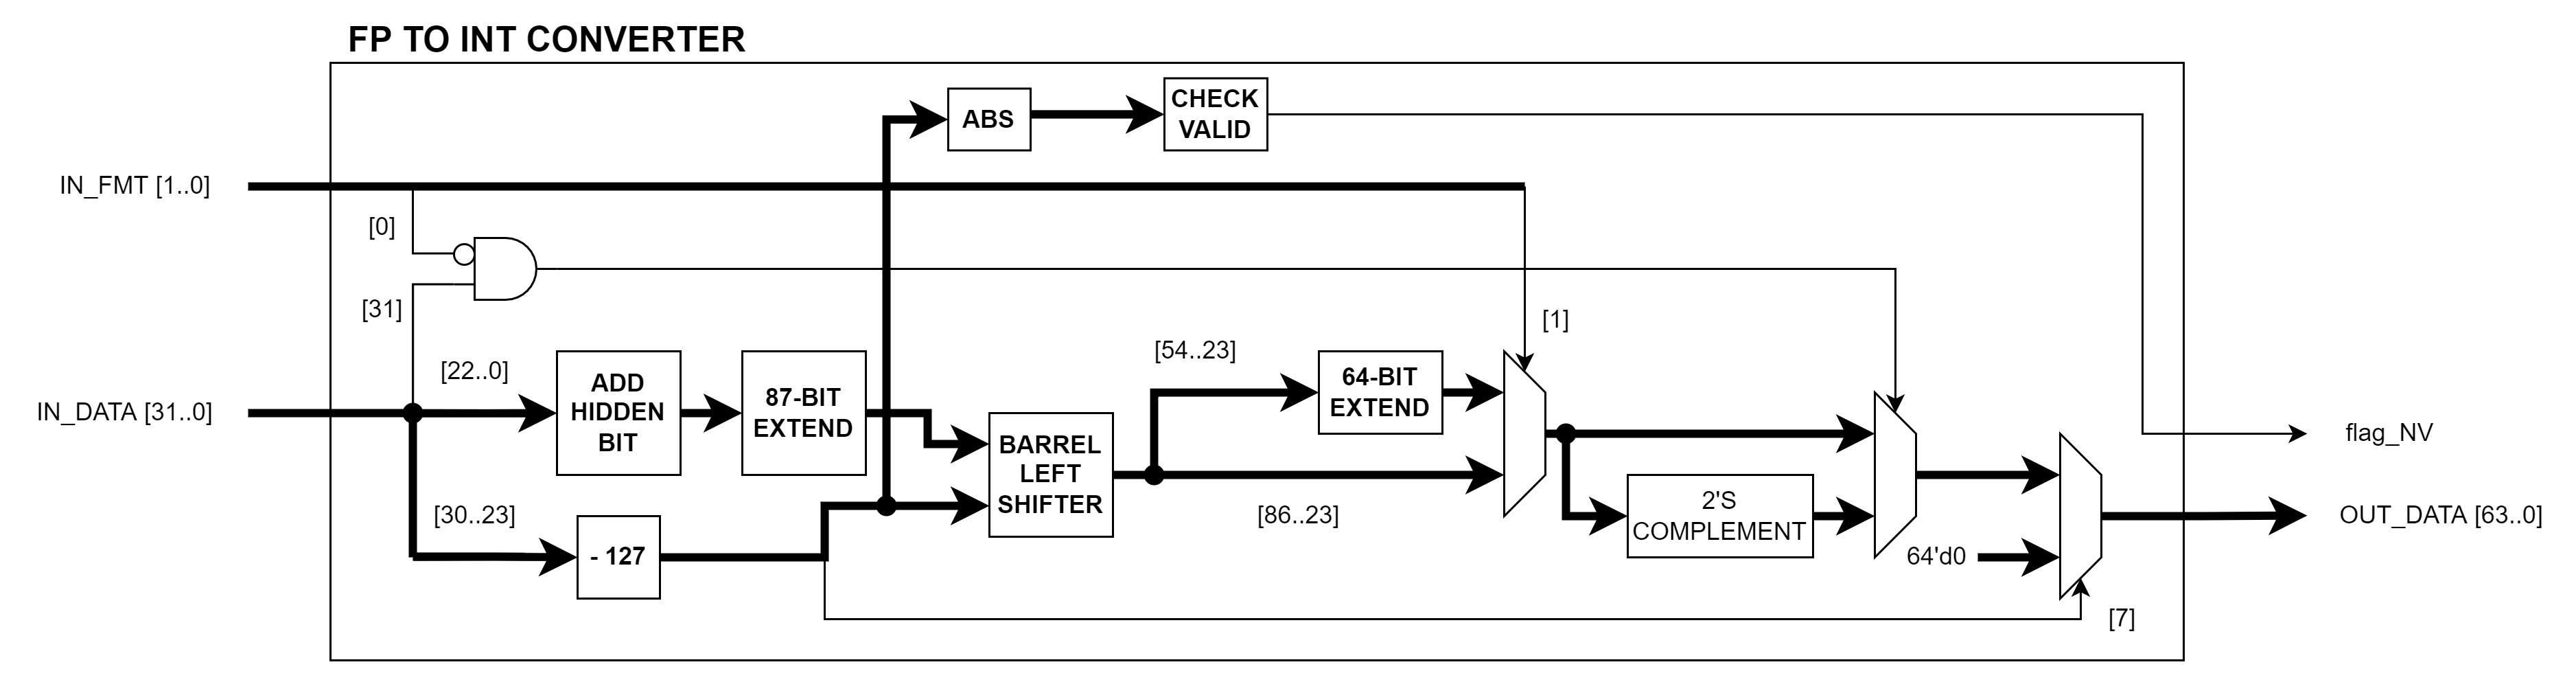 FP TO INT CONVERTER
ABS
CHECK
VALID
IN_FMT [1..0]
[0]
[31]
[1]
[22..0]
[54..23]
ADD
HIDDEN
BIT
87-BIT
EXTEND
64-BIT
EXTEND
IN_DATA [31..0]
BARREL
LEFT
SHIFTER
flag_NV
[30..23]
[86..23]
2'S
COMPLEMENT
OUT_DATA [63..0]
- 127
64'd0
[7]